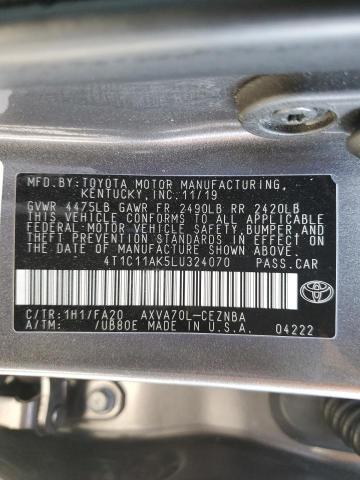 MFD.BY:TOYOTA MOTOR MANUFACTURING,
KENTUCKY, INC. 11/19
GVWR 4475LB GAWR FR 2490LB RR 2420LB
THIS VEHICLE CONFORMS TO ALL APPLICABLE
FEDERAL MOTOR VEHICLE SAFETY,BUMPER,AND
THEFT PREVENTION STANDARDS IN EFFECT ON
THE DATE OF MANUFACTURE SHOWN ABOVE.
4T1C11AK5LU324070 PASS.CAR
C/TR:1H1/FA20 AXVA70L-CEZNBA
A/TM: /UB80E MADE IN U.S.A. 04222
TOYOTA